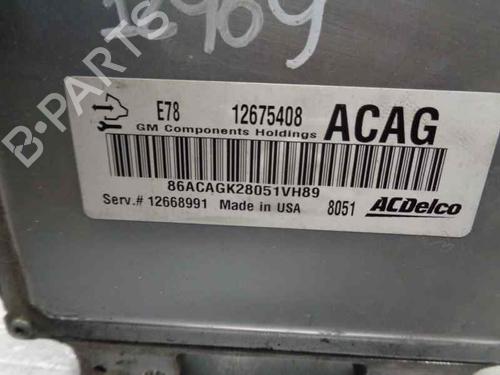 E78 12675408 ACAG
GM Components Holdings
86ACAGK28051VH89
Serv.# 12668991 Made in USA 8051 ACDelco
B-PARTS